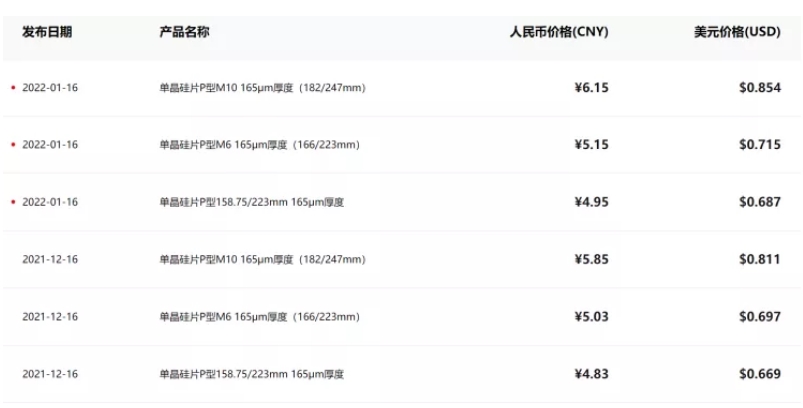 发布日期 产品名称 人民币价格(CNY) 美元价格(USD)
2022-01-16 单晶硅片P型M10 165μm厚度（182/247mm） ¥6.15 $0.854
2022-01-16 单晶硅片P型M6 165μm厚度（166/223mm） ¥5.15 $0.715
2022-01-16 单晶硅片P型158.75/223mm 165μm厚度 ¥4.95 $0.687
2021-12-16 单晶硅片P型M10 165μm厚度（182/247mm） ¥5.85 $0.811
2021-12-16 单晶硅片P型M6 165μm厚度（166/223mm） ¥5.03 $0.697
2021-12-16 单晶硅片P型158.75/223mm 165μm厚度 ¥4.83 $0.669